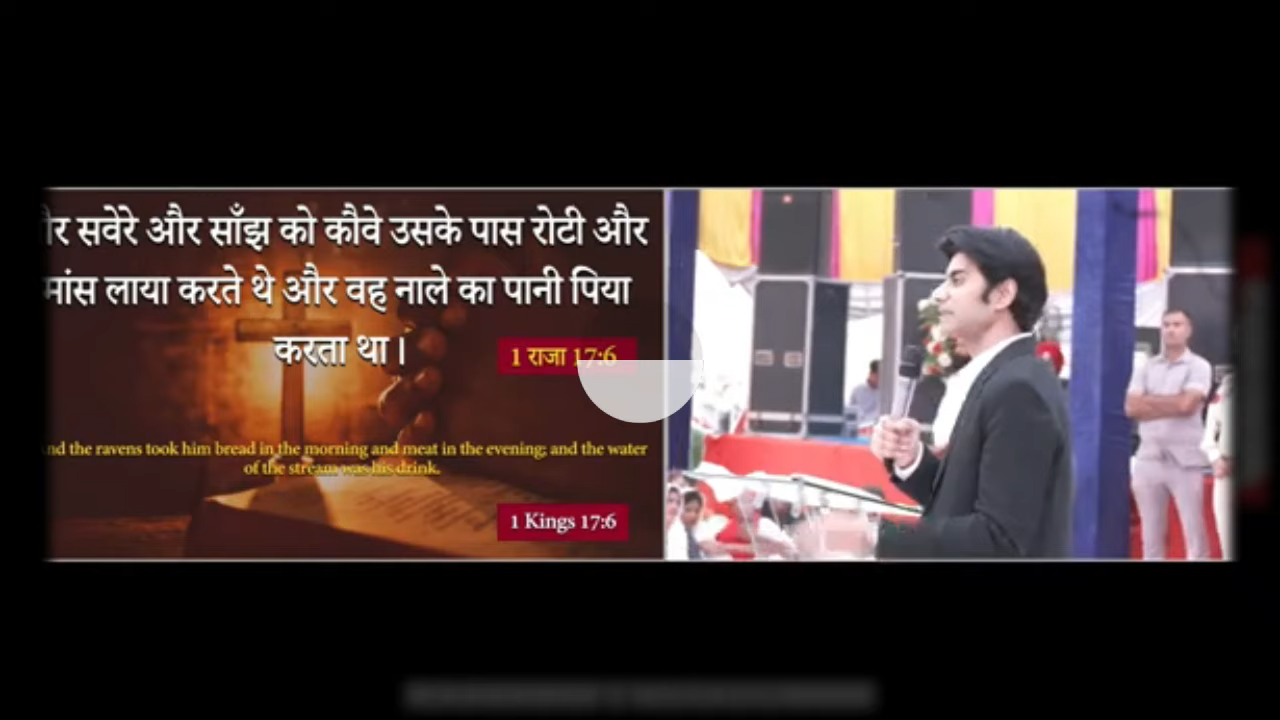 सवेरे और साँझ को कौवे उसके पास रोटी और
मांस लाया करते थे और वह नाले का पानी पिया
करता था।
1 राजा 17:6
the ravens took him bread in the morning and meat in the evening; and the water
of the stream was his drink.
1 Kings 17:6